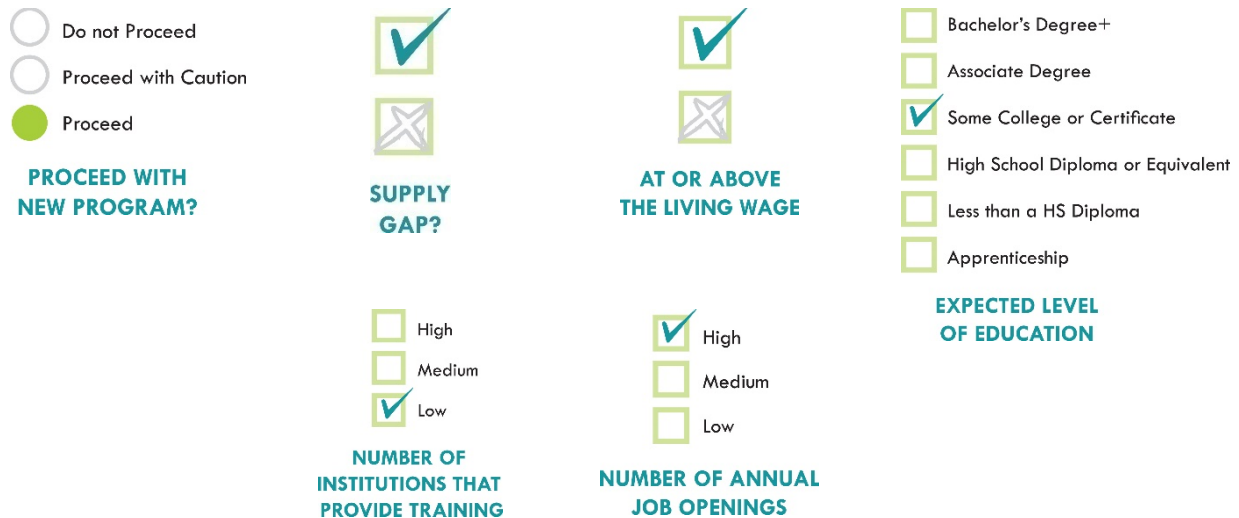 Do not Proceed
Proceed with Caution
Proceed
PROCEED WITH
NEW PROGRAM?
SUPPLY
GAP?
AT OR ABOVE
THE LIVING WAGE
Bachelor's Degree+
Associate Degree
Some College or Certificate
High School Diploma or Equivalent
Less than a HS Diploma
Apprenticeship
EXPECTED LEVEL
OF EDUCATION
High
Medium
Low
NUMBER OF
INSTITUTIONS THAT
PROVIDE TRAINING
High
Medium
Low
NUMBER OF ANNUAL
JOB OPENINGS